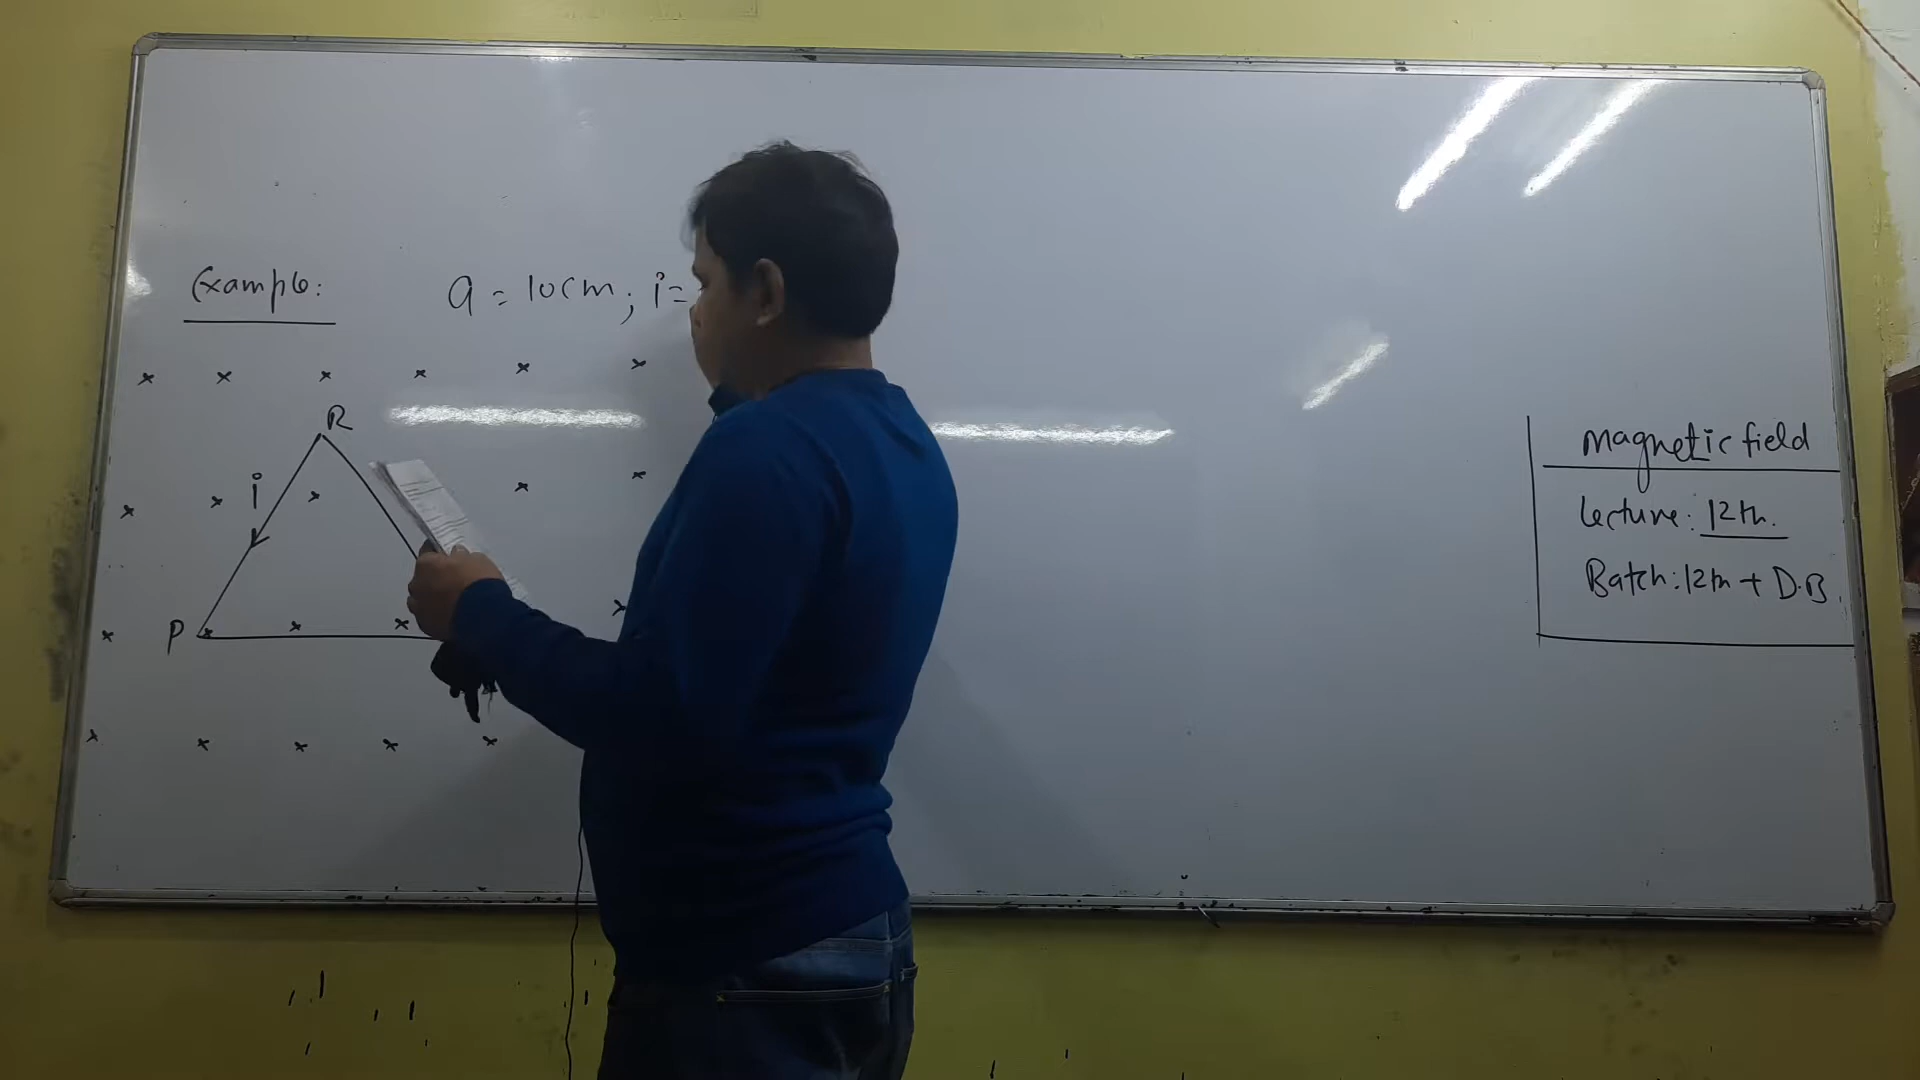 Example:
a = 10cm; i=
R
i
P
magnetic field
Lecture: 12th.
Batch: 12th + D.B.